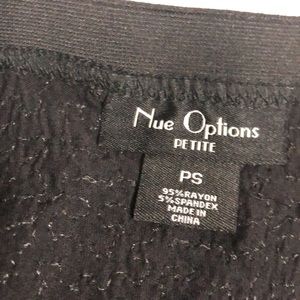 Nue Options
PETITE
PS
95% RAYON
5% SPANDEX
MADE IN
CHINA